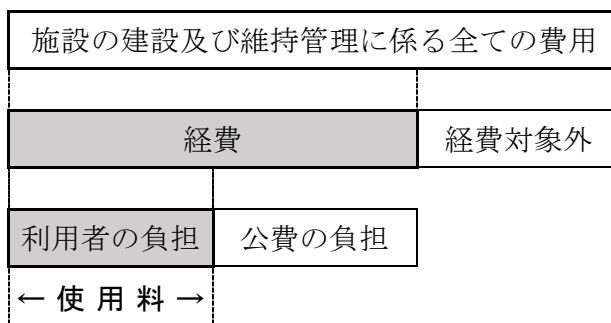 施設の建設及び維持管理に係る全ての費用
経費 経費対象外
利用者の負担 公費の負担
←使用料→